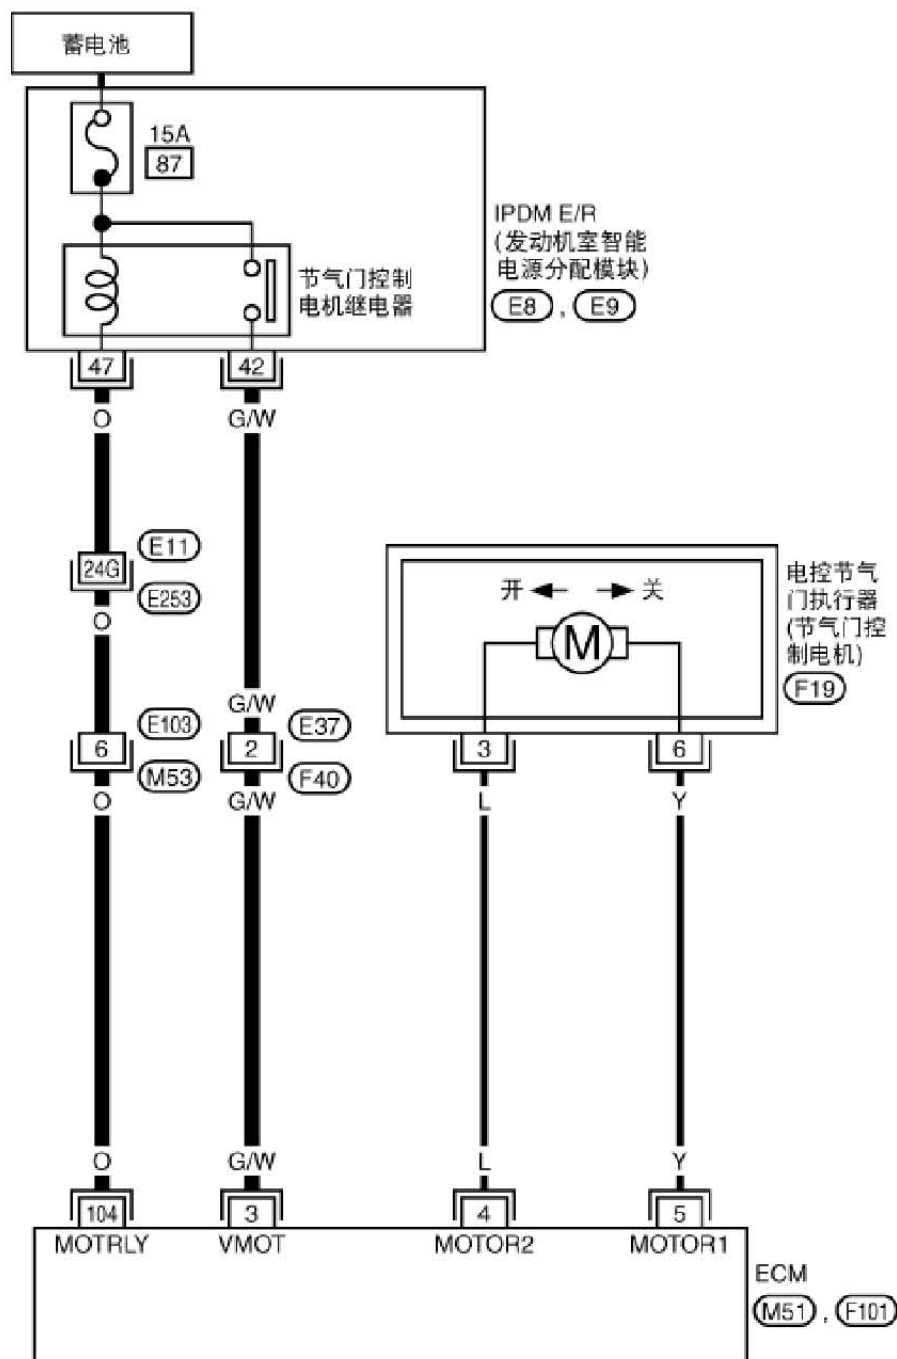 蓄电池
15A
87
IPDM E/R
(发动机室智能
电源分配模块)
E8 , E9
节气门控制
电机继电器
47
42
O
G/W
24G
E11
E253
O
电控节气
门执行器
(节气门控
制电机)
F19
开
关
M
G/W
6
E103
M53
2
E37
F40
3
6
O
G/W
L
Y
O
G/W
L
Y
104
3
4
5
MOTRLY
VMOT
MOTOR2
MOTOR1
ECM
M51 , F101